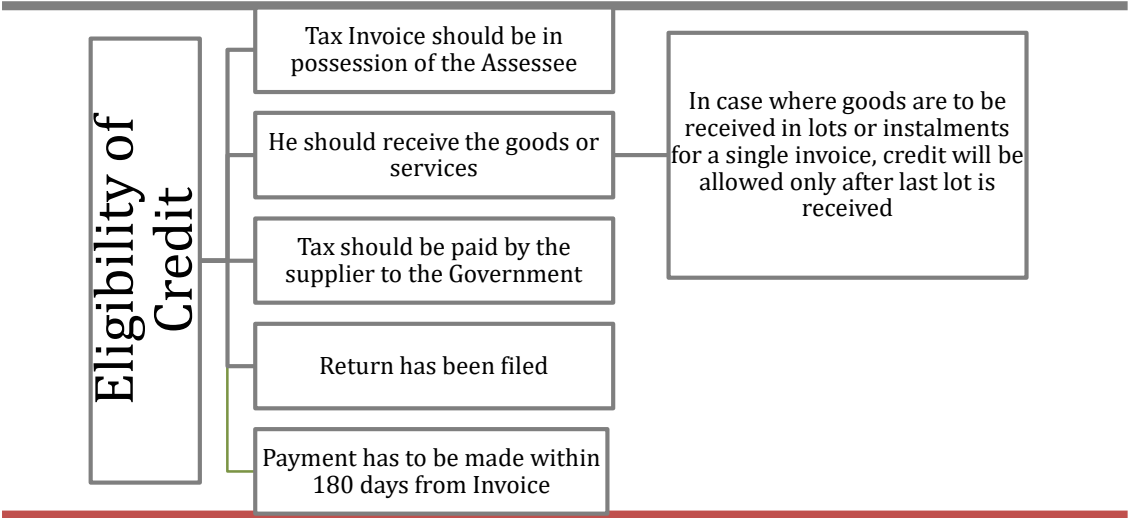 Eligibility of
Credit
Tax Invoice should be in
possession of the Assessee
He should receive the goods or
services
In case where goods are to be
received in lots or instalments
for a single invoice, credit will be
allowed only after last lot is
received
Tax should be paid by the
supplier to the Government
Return has been filed
Payment has to be made within
180 days from Invoice